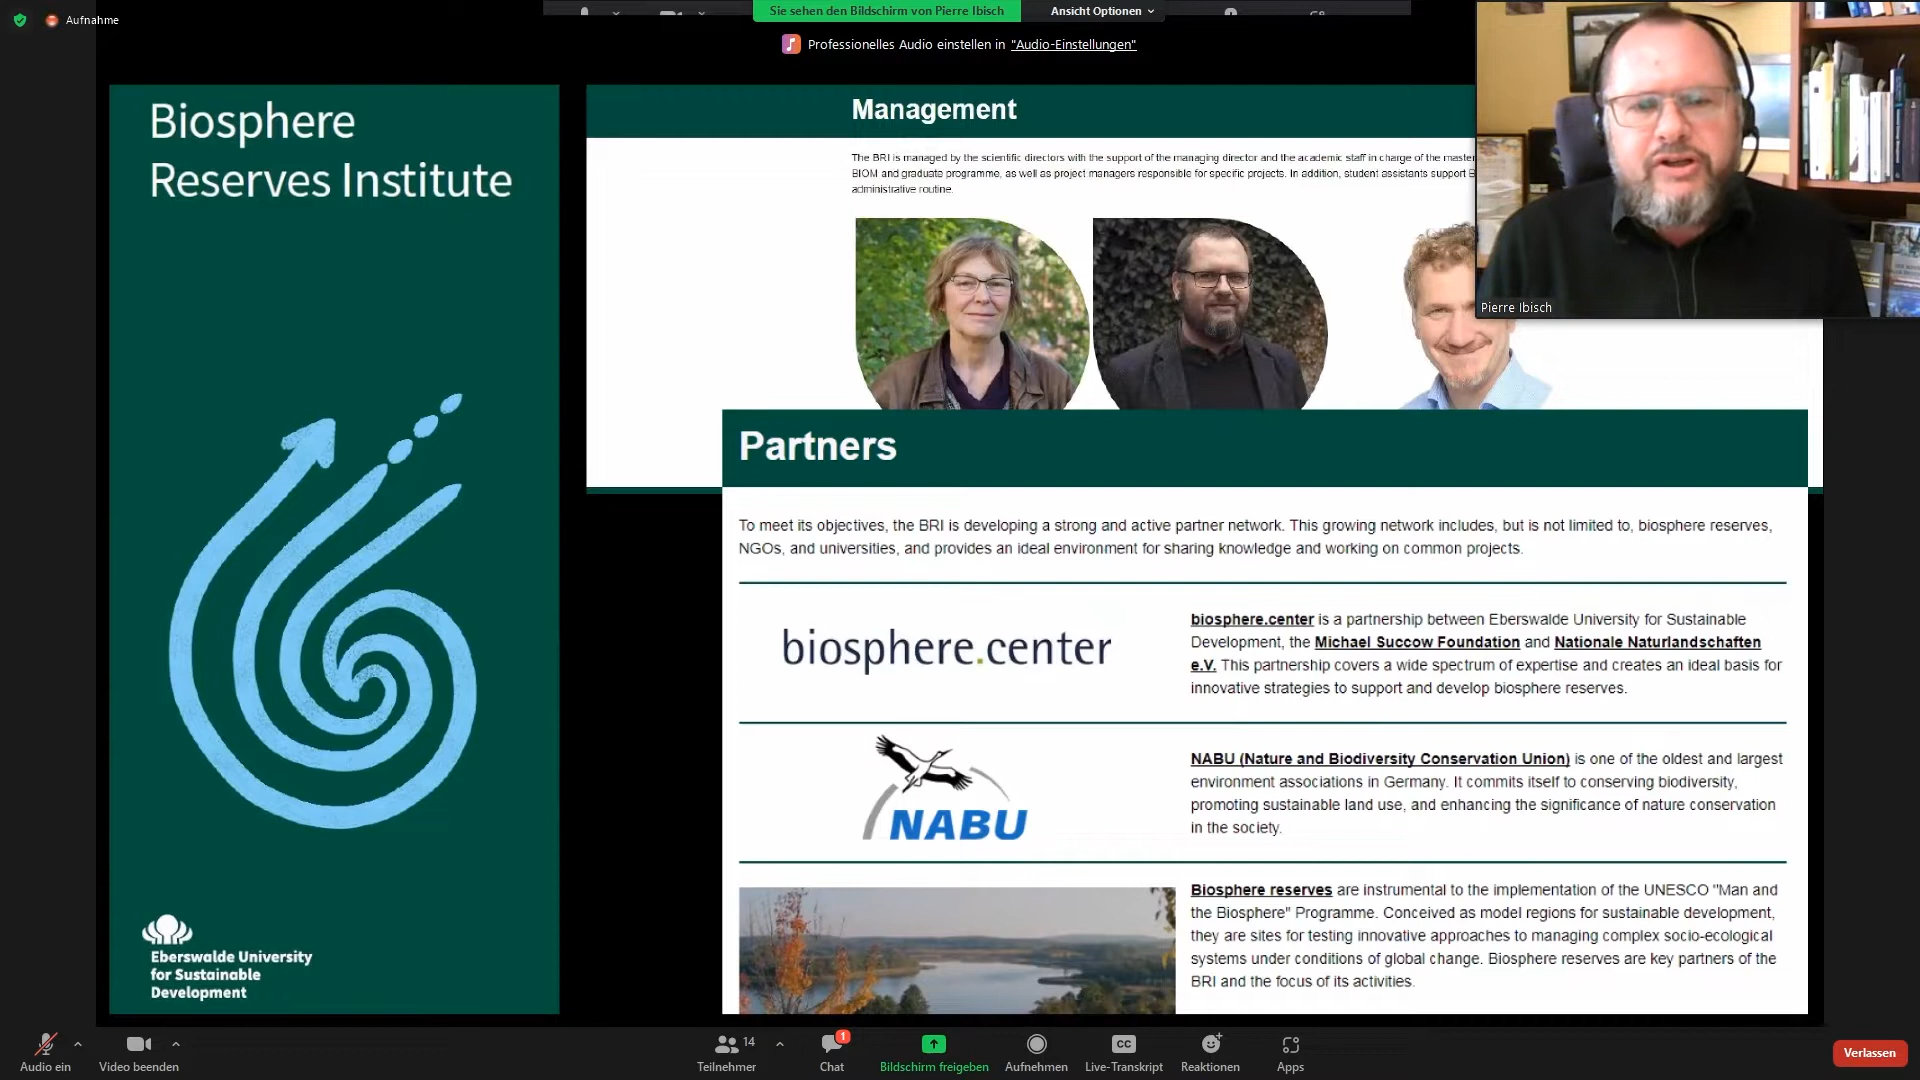 Aufnahme
Sie sehen den Bildschirm von Pierre Ibisch
Ansicht Optionen
Professionelles Audio einstellen in "Audio-Einstellungen"
Biosphere
Reserves Institute
Eberswalde University
for Sustainable
Development
Management
The BRI is managed by the scientific directors with the support of the managing director and the academic staff in charge of the master
BIOM and graduate programme, as well as project managers responsible for specific projects. In addition, student assistants support
administrative routine.
Pierre Ibisch
Partners
To meet its objectives, the BRI is developing a strong and active partner network. This growing network includes, but is not limited to, biosphere reserves,
NGOs, and universities, and provides an ideal environment for sharing knowledge and working on common projects.
biosphere.center
biosphere.center is a partnership between Eberswalde University for Sustainable
Development, the Michael Succow Foundation and Nationale Naturlandschaften
e.V. This partnership covers a wide spectrum of expertise and creates an ideal basis for
innovative strategies to support and develop biosphere reserves.
NABU
NABU (Nature and Biodiversity Conservation Union) is one of the oldest and largest
environment associations in Germany. It commits itself to conserving biodiversity,
promoting sustainable land use, and enhancing the significance of nature conservation
in the society.
Biosphere reserves are instrumental to the implementation of the UNESCO "Man and
the Biosphere" Programme. Conceived as model regions for sustainable development,
they are sites for testing innovative approaches to managing complex socio-ecological
systems under conditions of global change. Biosphere reserves are key partners of the
BRI and the focus of its activities.
Audio ein
Video beenden
14
Teilnehmer
1
Chat
Bildschirm freigeben
Aufnehmen
CC
Live-Transkript
Reaktionen
Apps
Verlassen